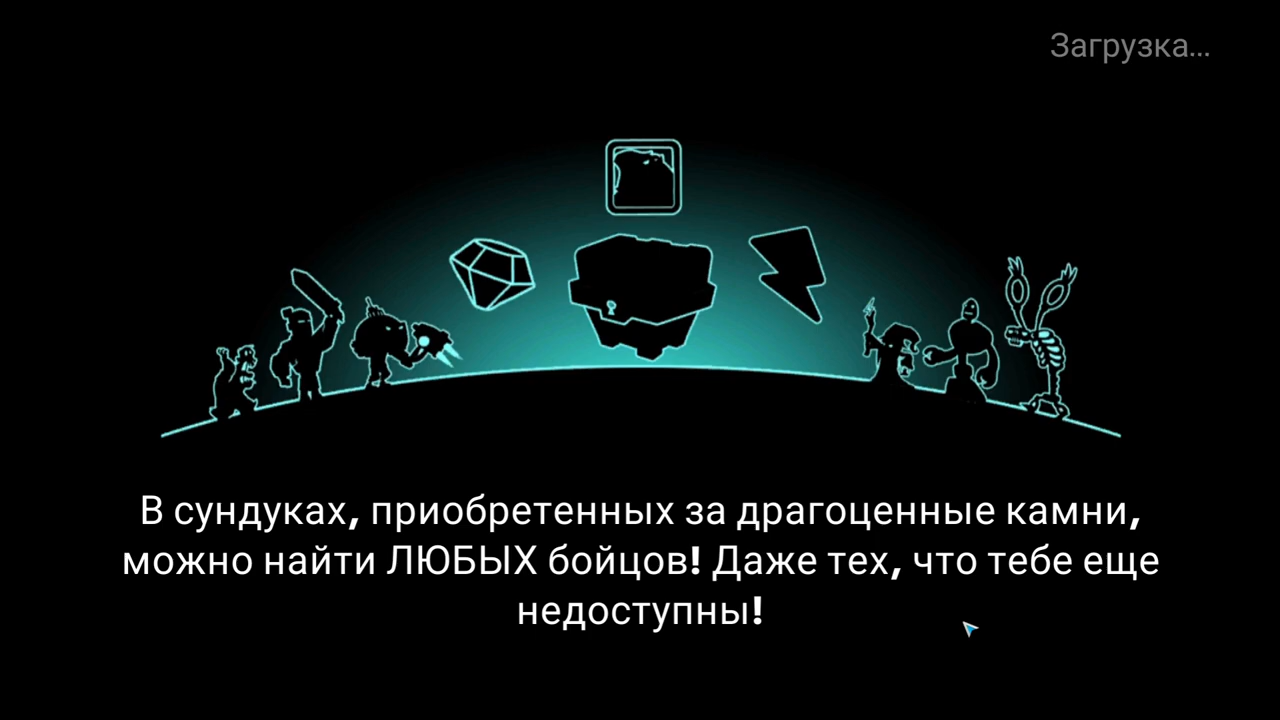 Загрузка...
В сундуках, приобретенных за драгоценные камни,
можно найти ЛЮБЫХ бойцов! Даже тех, что тебе еще
недоступны!